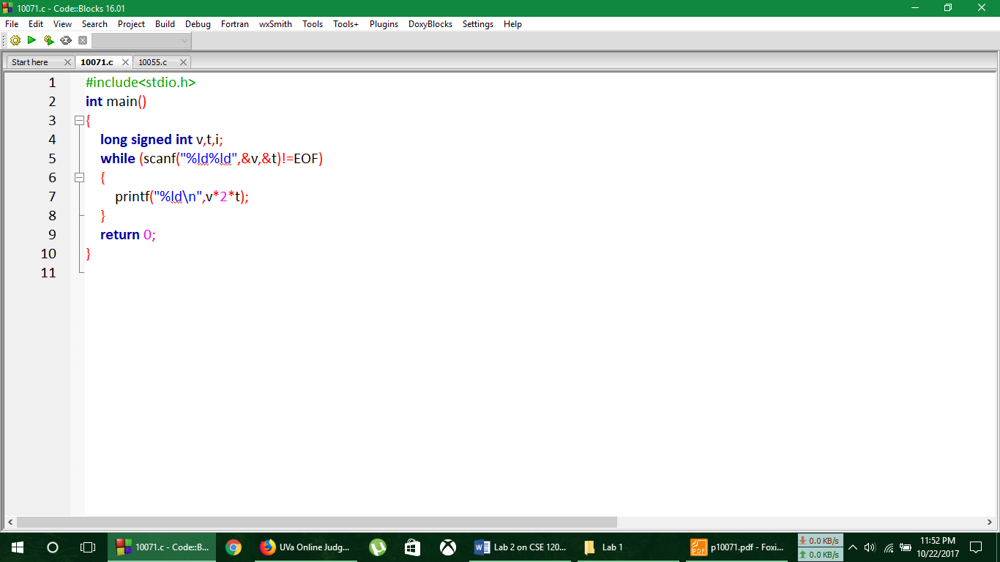 10071.c - Code::Blocks 16.01
File Edit View Search Project Build Debug Fortran wxSmith Tools Tools+ Plugins DoxyBlocks Settings Help
Start here 10071.c 10055.c
1 #include<stdio.h>
2 int main()
3 {
4 long signed int v,t,i;
5 while (scanf("%ld%ld",&v,&t)!=EOF)
6 {
7 printf("%ld\n",v*2*t);
8 }
9 return 0;
10 }
11
10071.c - Code::B... UVa Online Judg... Lab 2 on CSE 120... Lab 1 p10071.pdf - Foxi...
0.0 KB/s
0.0 KB/s
11:52 PM
10/22/2017